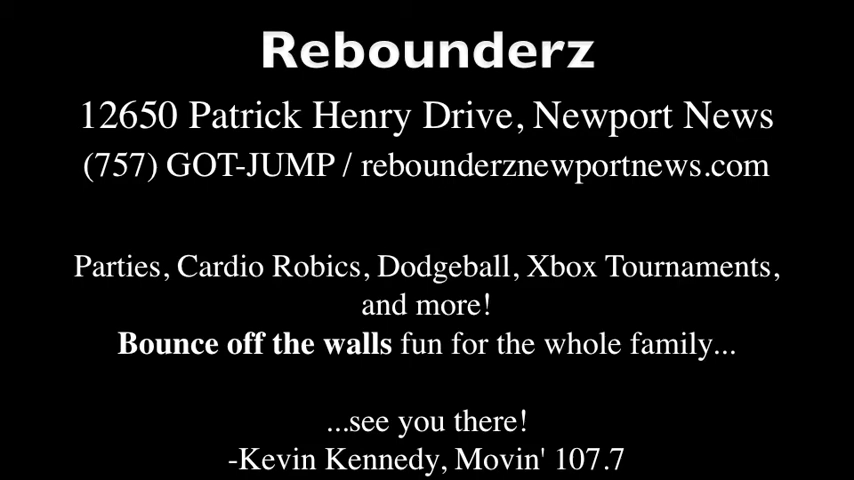 Rebounderz
12650 Patrick Henry Drive, Newport News
(757) GOT-JUMP / rebounderznewportnews.com
Parties, Cardio Robics, Dodgeball, Xbox Tournaments,
and more!
Bounce off the walls fun for the whole family...
...see you there!
-Kevin Kennedy, Movin' 107.7